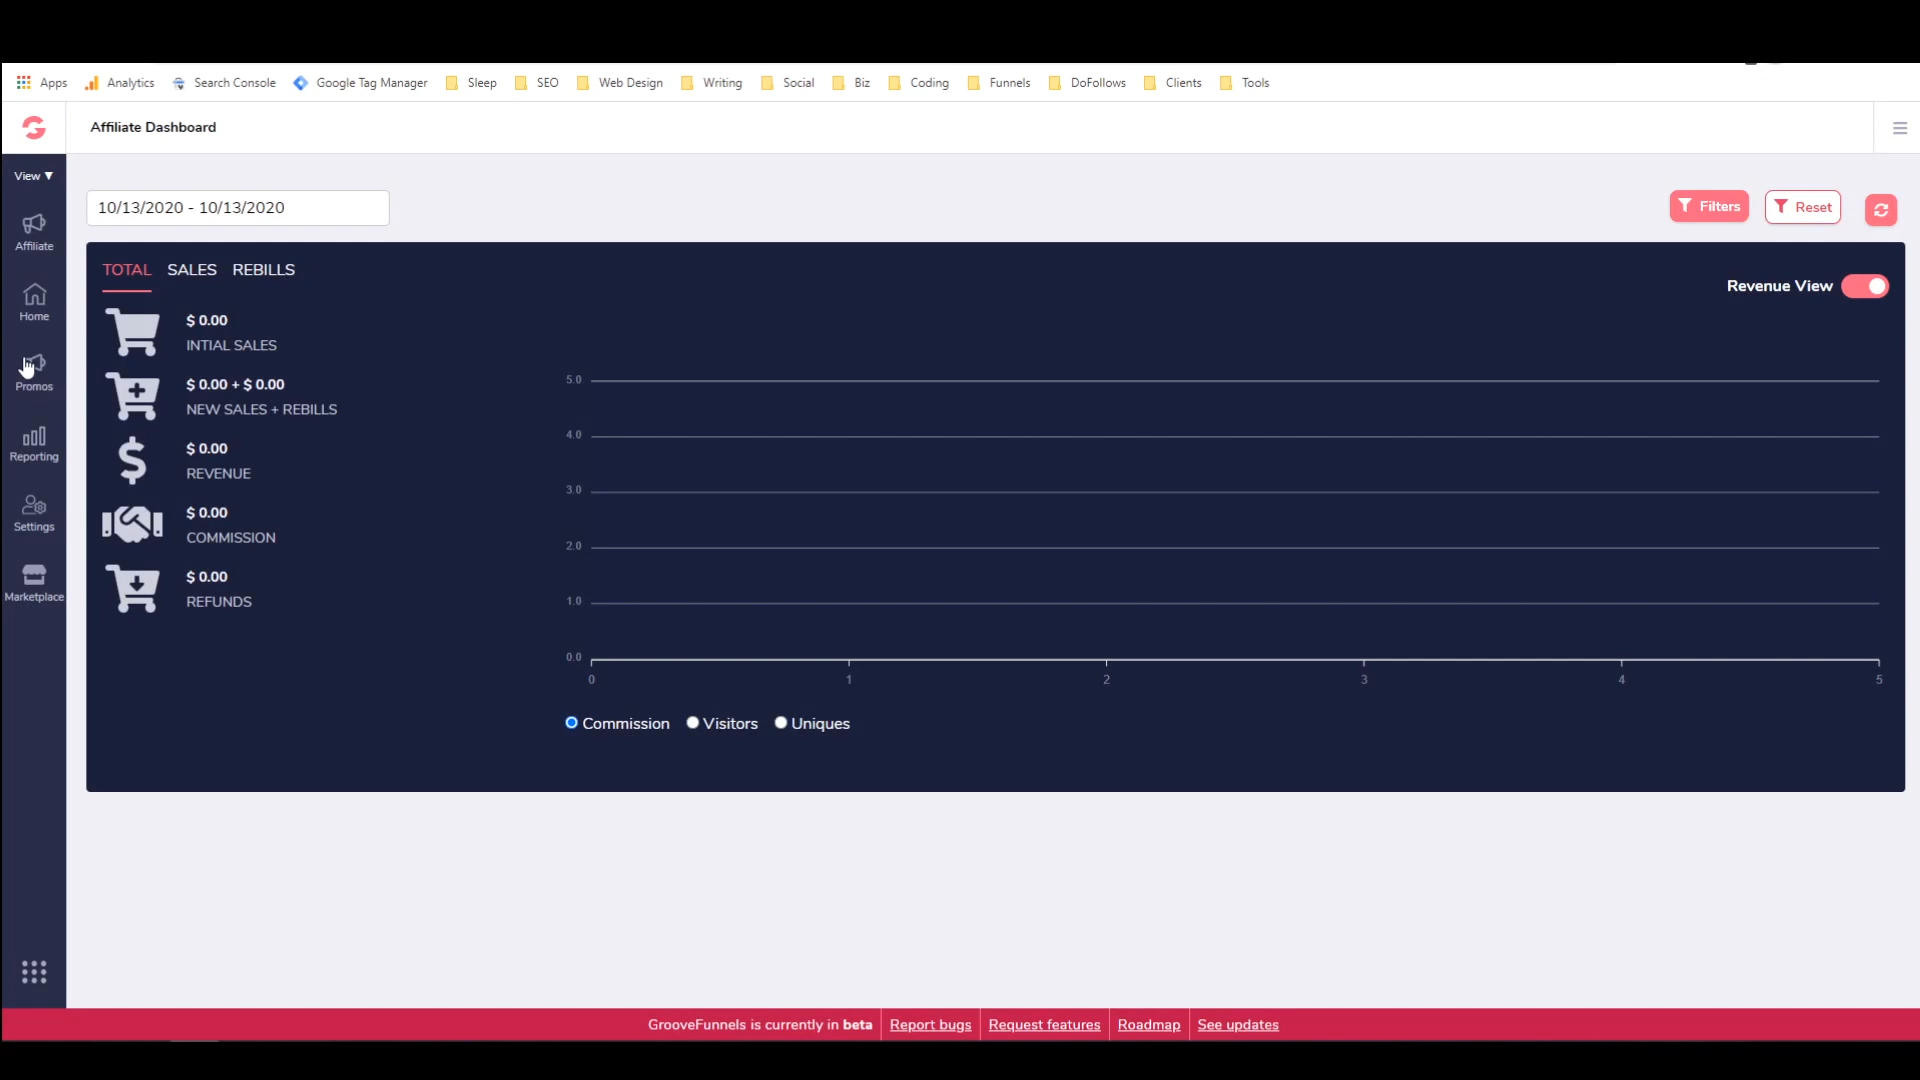 Apps Analytics Search Console Google Tag Manager Sleep SEO Web Design Writing Social Biz Coding Funnels DoFollows Clients Tools
Affiliate Dashboard
View ▼
Affiliate
Home
Promos
Reporting
Settings
Marketplace
10/13/2020 - 10/13/2020
Filters Reset
TOTAL SALES REBILLS
Revenue View
$ 0.00
INTIAL SALES
$ 0.00 + $ 0.00
NEW SALES + REBILLS
$ 0.00
REVENUE
$ 0.00
COMMISSION
$ 0.00
REFUNDS
5.0
4.0
3.0
2.0
1.0
0.0
0 1 2 3 4 5
Commission Visitors Uniques
GrooveFunnels is currently in beta Report bugs Request features Roadmap See updates